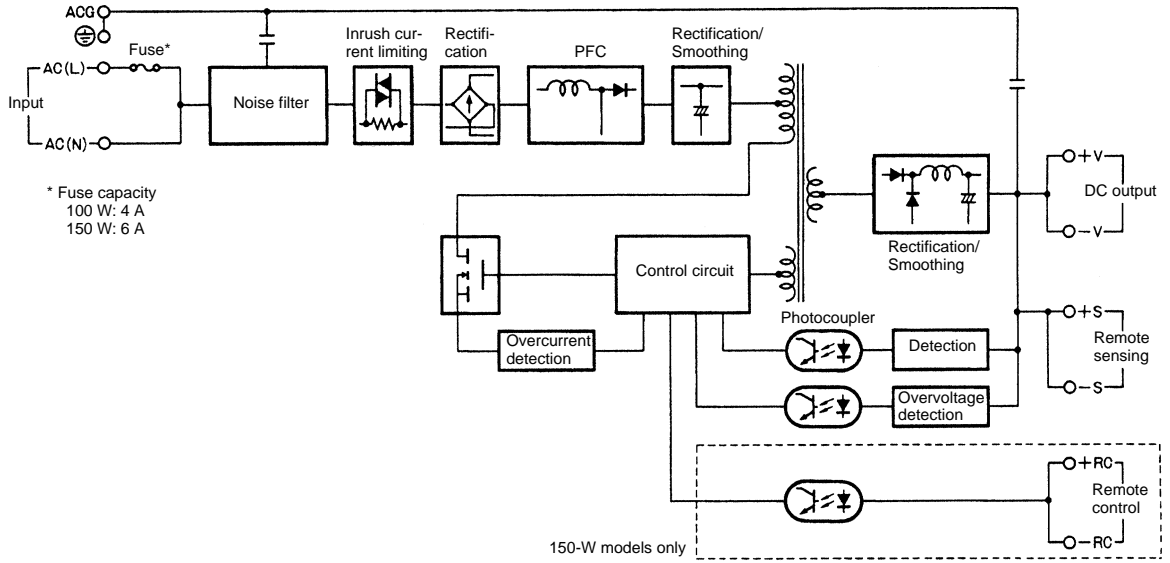 ACG
Fuse*
AC(L)
Input
AC(N)
* Fuse capacity
100 W: 4 A
150 W: 6 A
Noise filter
Inrush cur-
rent limiting
Rectifi-
cation
PFC
Rectification/
Smoothing
Rectification/
Smoothing
+V
DC output
-V
Control circuit
Overcurrent
detection
Photocoupler
Detection
Overvoltage
detection
+S
Remote
sensing
-S
+RC
Remote
control
-RC
150-W models only